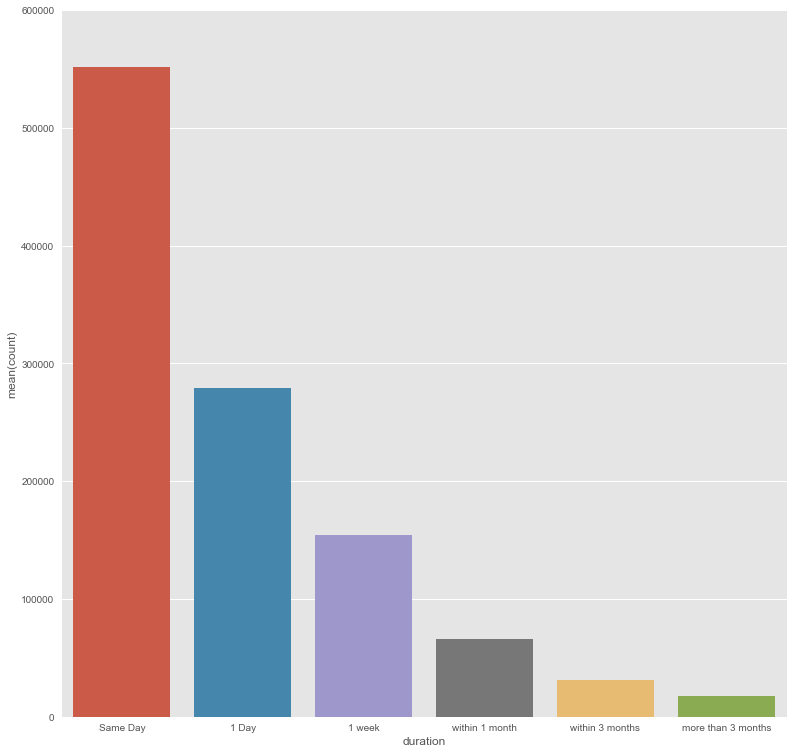 600000
500000
400000
300000
200000
100000
0
mean(count)
Same Day
1 Day
1 week
within 1 month
within 3 months
more than 3 months
duration